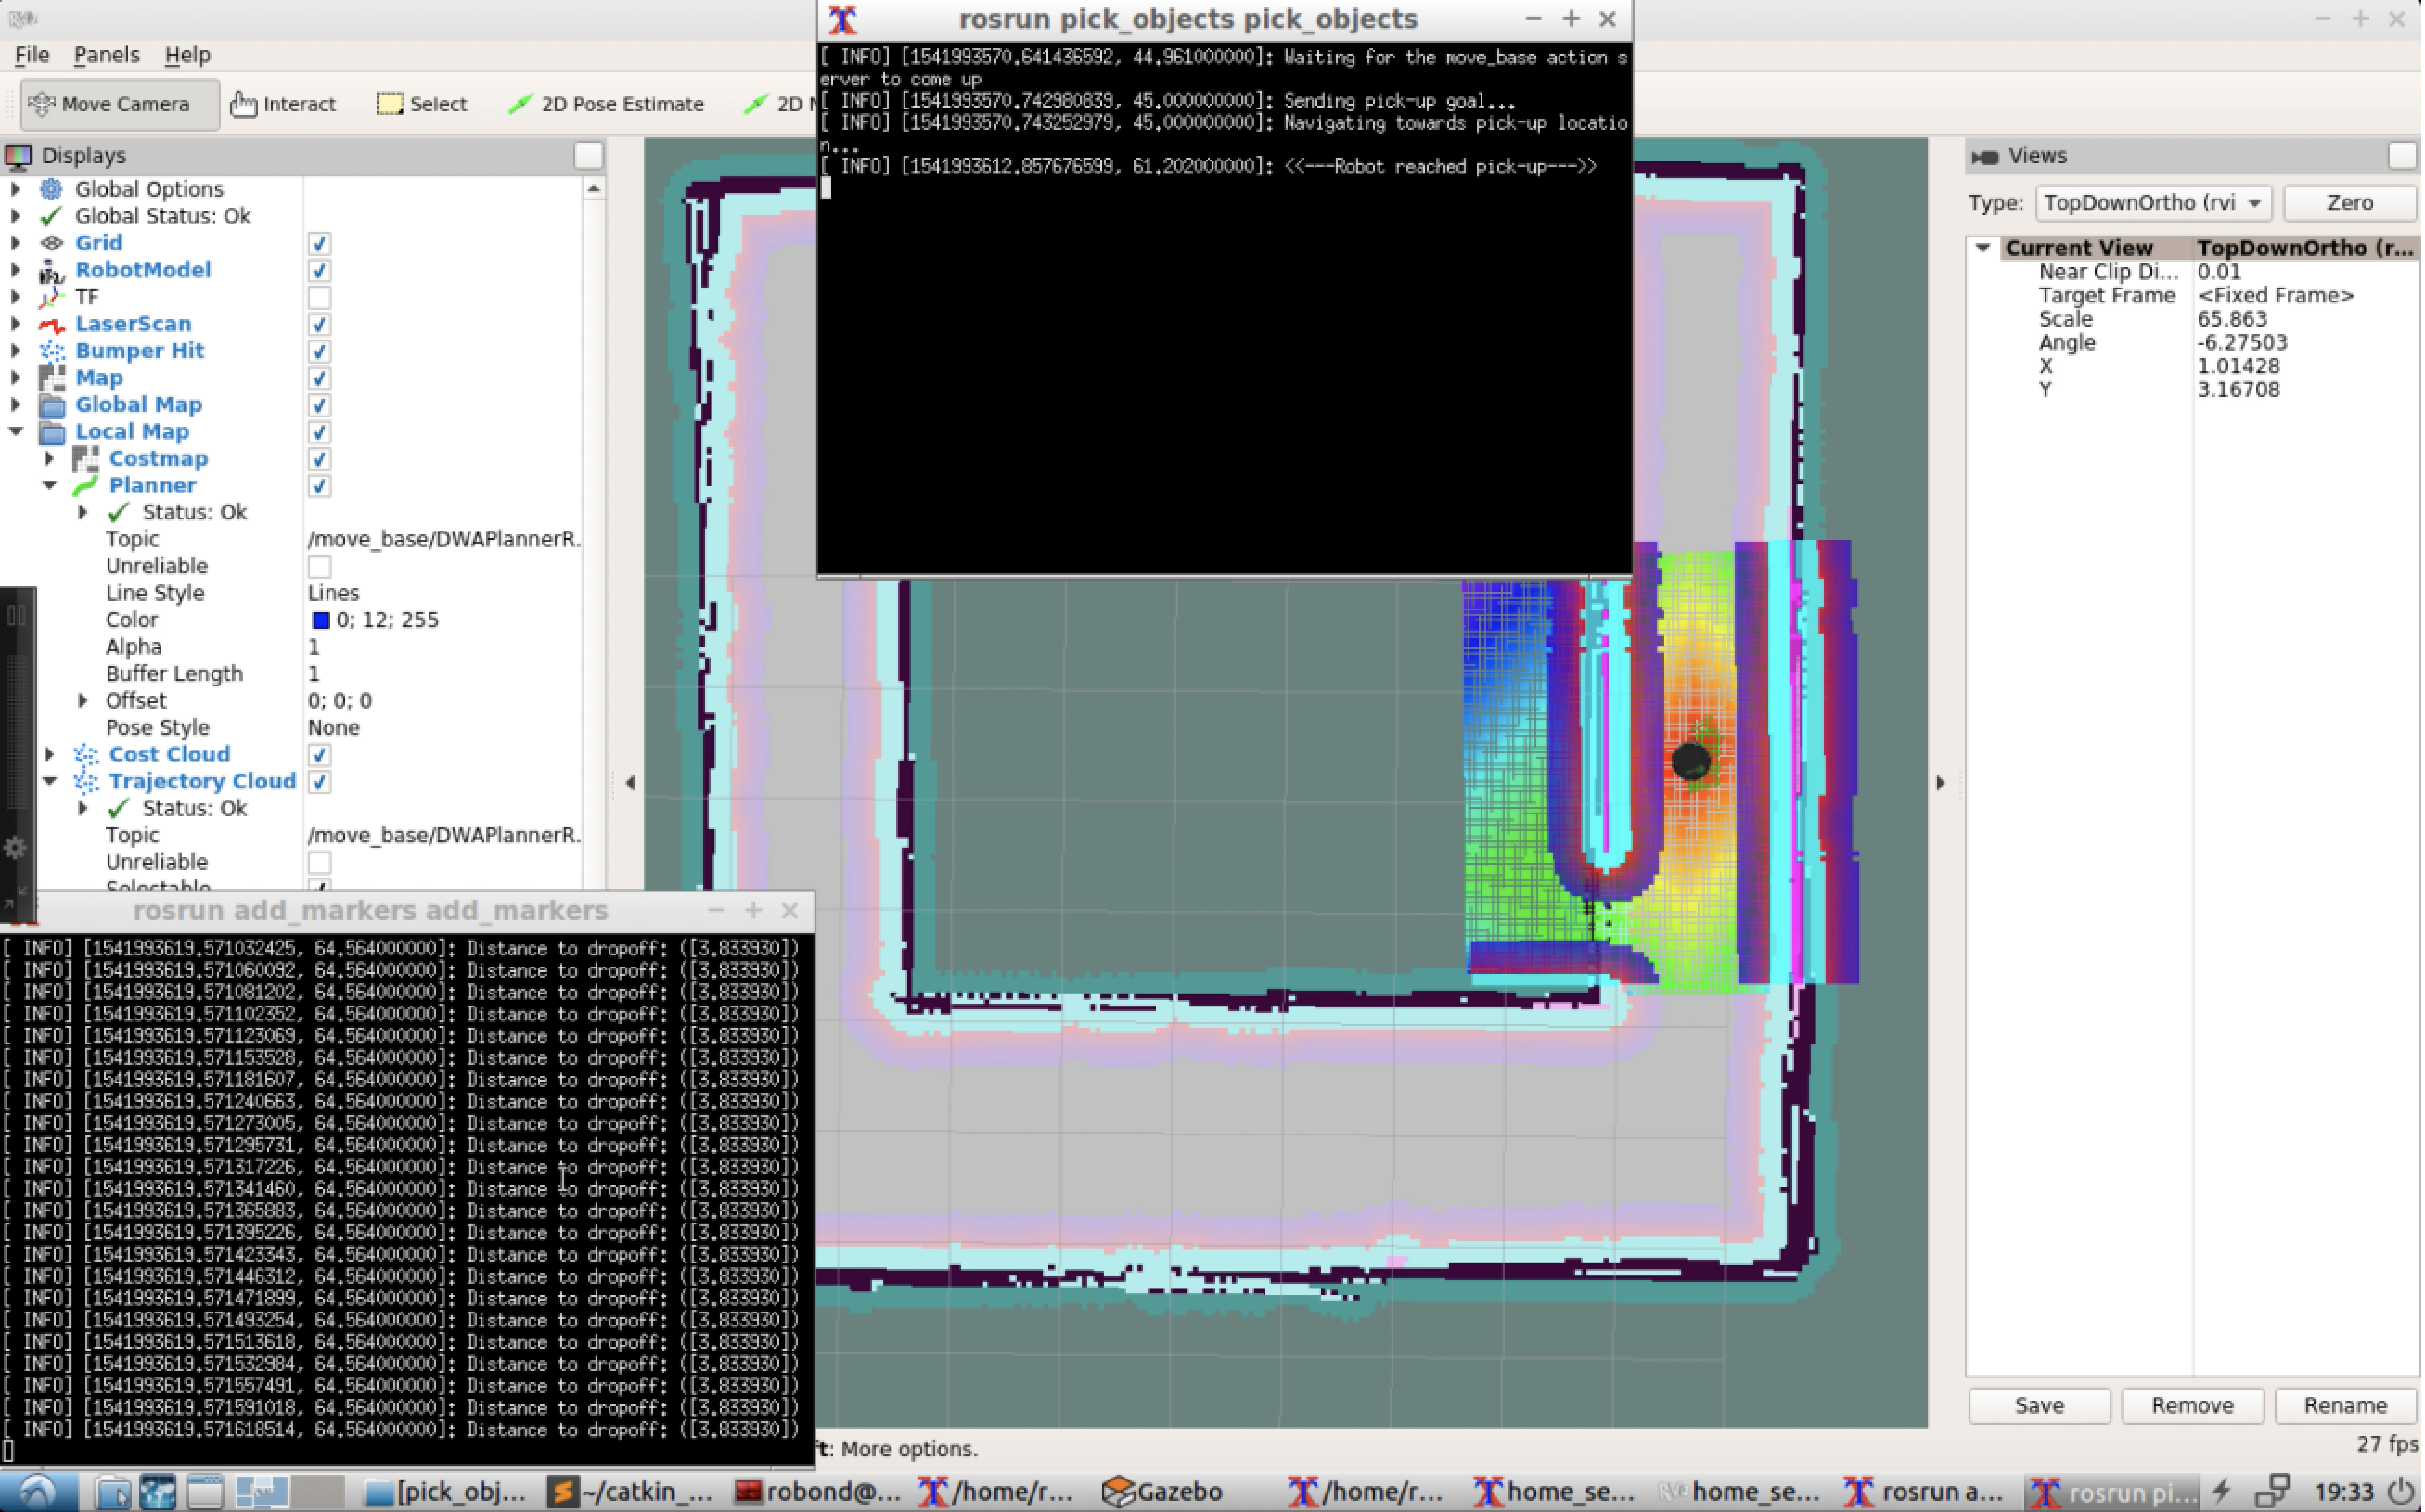 rosrun pick_objects pick_objects
File Panels Help
Move Camera Interact Select 2D Pose Estimate 2D N
[ INFO] [1541993570.641436592, 44.961000000]: Waiting for the move_base action s
erver to come up
[ INFO] [1541993570.742980839, 45.000000000]: Sending pick-up goal...
[ INFO] [1541993570.743252979, 45.000000000]: Navigating towards pick-up locatio
n...
[ INFO] [1541993612.857676599, 61.202000000]: <<---Robot reached pick-up--->>
Displays
Global Options
Global Status: Ok
Grid
RobotModel
TF
LaserScan
Bumper Hit
Map
Global Map
Local Map
Costmap
Planner
Status: Ok
Topic /move_base/DWAPlannerR.
Unreliable
Line Style Lines
Color 0; 12; 255
Alpha 1
Buffer Length 1
Offset 0; 0; 0
Pose Style None
Cost Cloud
Trajectory Cloud
Status: Ok
Topic /move_base/DWAPlannerR.
Unreliable
Selectable
Views
Type: TopDownOrtho (rvi Zero
Current View TopDownOrtho (r...
Near Clip Di... 0.01
Target Frame <Fixed Frame>
Scale 65.863
Angle -6.27503
X 1.01428
Y 3.16708
Save Remove Rename
rosrun add_markers add_markers
[ INFO] [1541993619.571032425, 64.564000000]: Distance to dropoff: ([3.833930])
[ INFO] [1541993619.571060092, 64.564000000]: Distance to dropoff: ([3.833930])
[ INFO] [1541993619.571081202, 64.564000000]: Distance to dropoff: ([3.833930])
[ INFO] [1541993619.571102352, 64.564000000]: Distance to dropoff: ([3.833930])
[ INFO] [1541993619.571123069, 64.564000000]: Distance to dropoff: ([3.833930])
[ INFO] [1541993619.571153528, 64.564000000]: Distance to dropoff: ([3.833930])
[ INFO] [1541993619.571181607, 64.564000000]: Distance to dropoff: ([3.833930])
[ INFO] [1541993619.571240663, 64.564000000]: Distance to dropoff: ([3.833930])
[ INFO] [1541993619.571273005, 64.564000000]: Distance to dropoff: ([3.833930])
[ INFO] [1541993619.571295731, 64.564000000]: Distance to dropoff: ([3.833930])
[ INFO] [1541993619.571317226, 64.564000000]: Distance to dropoff: ([3.833930])
[ INFO] [1541993619.571341460, 64.564000000]: Distance to dropoff: ([3.833930])
[ INFO] [1541993619.571365883, 64.564000000]: Distance to dropoff: ([3.833930])
[ INFO] [1541993619.571395226, 64.564000000]: Distance to dropoff: ([3.833930])
[ INFO] [1541993619.571423343, 64.564000000]: Distance to dropoff: ([3.833930])
[ INFO] [1541993619.571446312, 64.564000000]: Distance to dropoff: ([3.833930])
[ INFO] [1541993619.571471899, 64.564000000]: Distance to dropoff: ([3.833930])
[ INFO] [1541993619.571493254, 64.564000000]: Distance to dropoff: ([3.833930])
[ INFO] [1541993619.571513618, 64.564000000]: Distance to dropoff: ([3.833930])
[ INFO] [1541993619.571532984, 64.564000000]: Distance to dropoff: ([3.833930])
[ INFO] [1541993619.571557491, 64.564000000]: Distance to dropoff: ([3.833930])
[ INFO] [1541993619.571591018, 64.564000000]: Distance to dropoff: ([3.833930])
[ INFO] [1541993619.571618514, 64.564000000]: Distance to dropoff: ([3.833930])
ft: More options.
27 fps
[pick_obj... ~/catkin_... robond@... /home/r... Gazebo /home/r... home_se... home_se... rosrun a... rosrun pi... 19:33